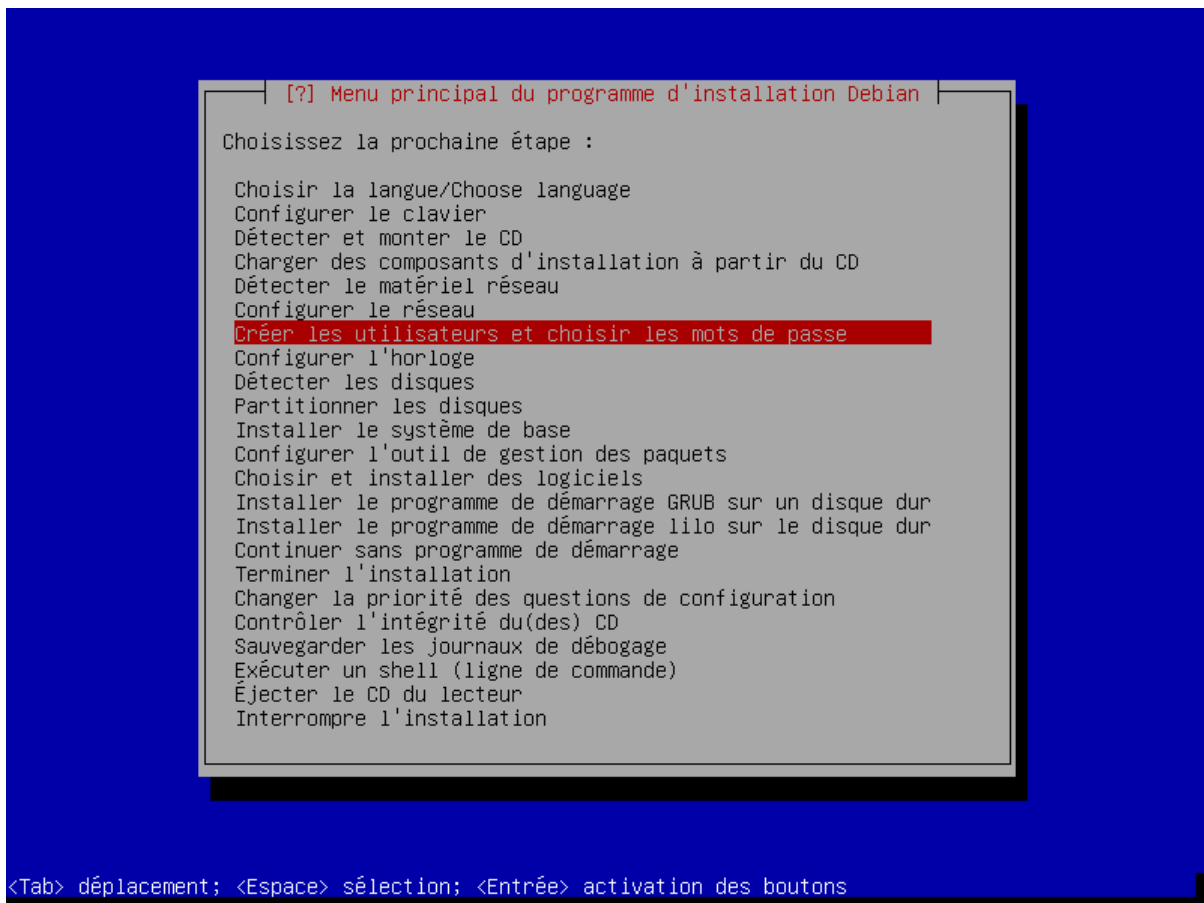 [?] Menu principal du programme d'installation Debian
Choisissez la prochaine étape :
Choisir la langue/Choose language
Configurer le clavier
Détecter et monter le CD
Charger des composants d'installation à partir du CD
Détecter le matériel réseau
Configurer le réseau
Créer les utilisateurs et choisir les mots de passe
Configurer l'horloge
Détecter les disques
Partitionner les disques
Installer le système de base
Configurer l'outil de gestion des paquets
Choisir et installer des logiciels
Installer le programme de démarrage GRUB sur un disque dur
Installer le programme de démarrage lilo sur le disque dur
Continuer sans programme de démarrage
Terminer l'installation
Changer la priorité des questions de configuration
Contrôler l'intégrité du(des) CD
Sauvegarder les journaux de débogage
Exécuter un shell (ligne de commande)
Éjecter le CD du lecteur
Interrompre l'installation
<Tab> déplacement; <Espace> sélection; <Entrée> activation des boutons